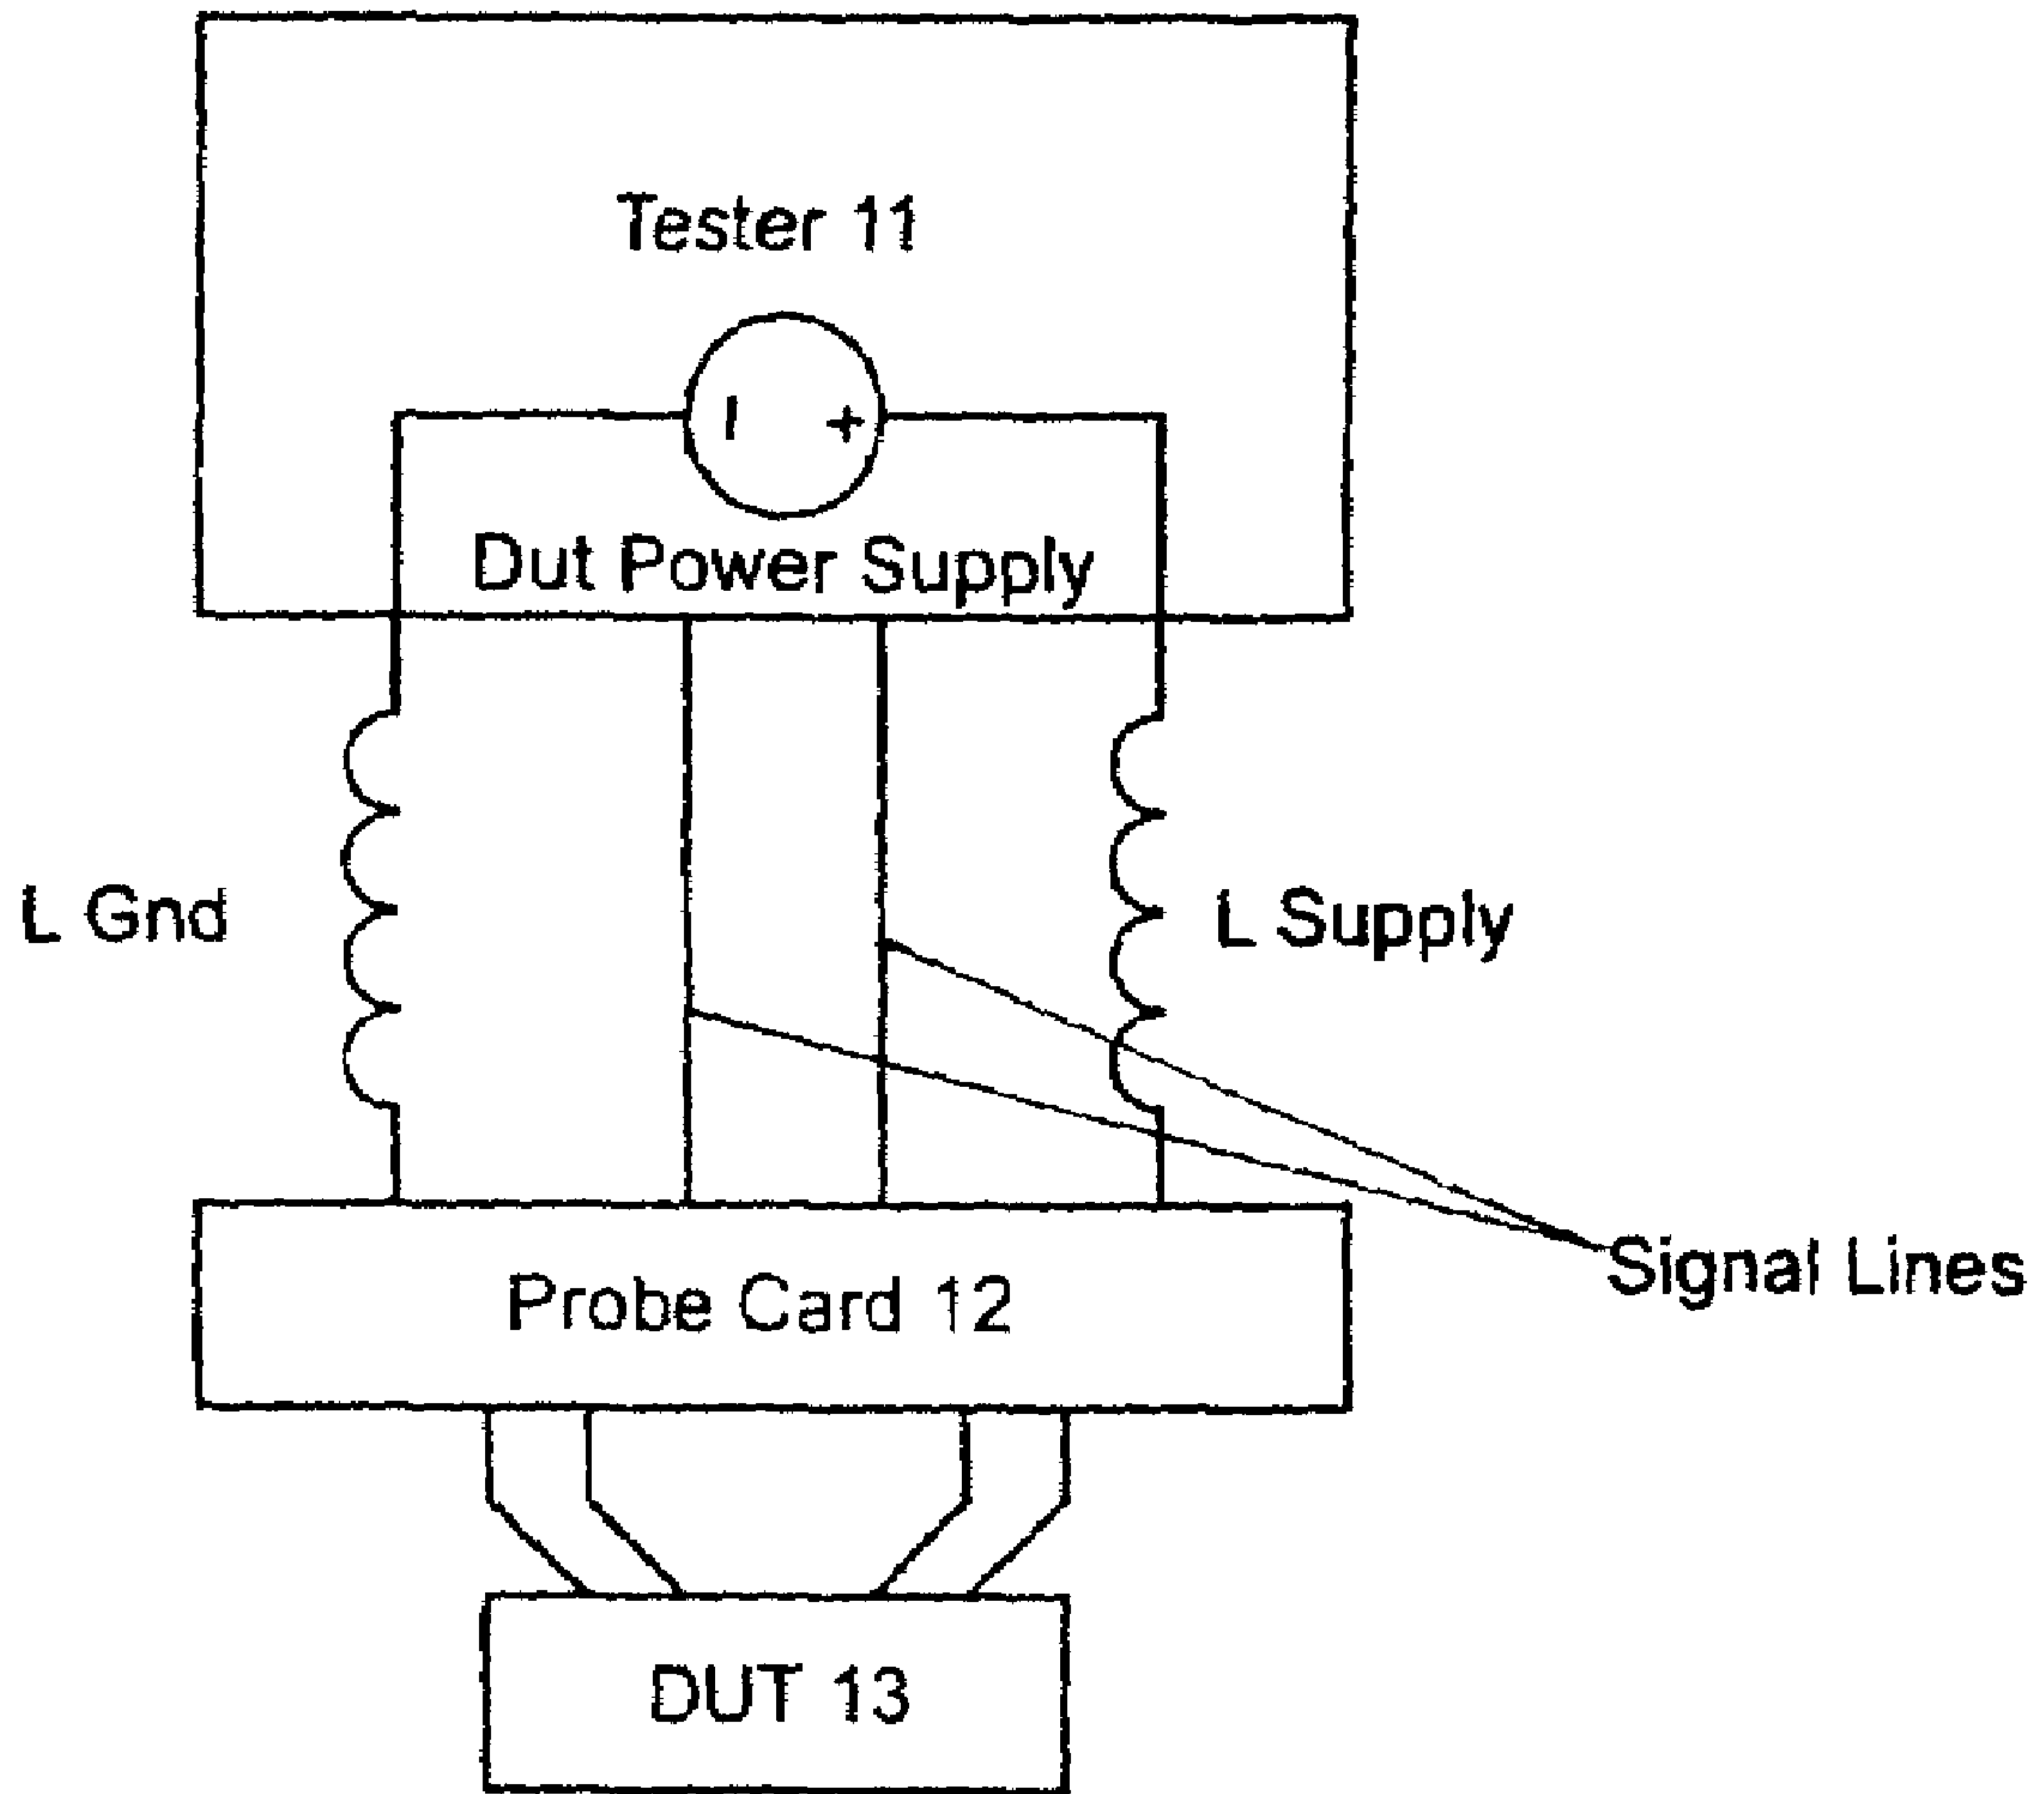 Tester 11
- +
Dut Power Supply
L Gnd
L Supply
Signal Lines
Probe Card 12
DUT 13